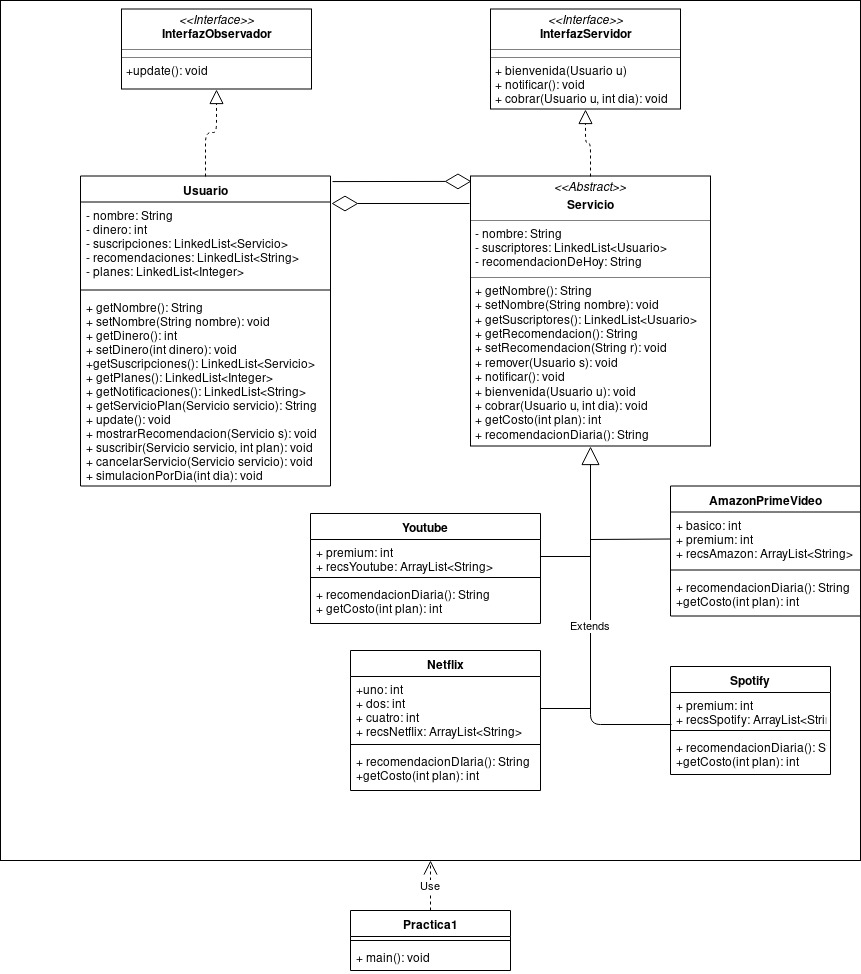 <<Interface>>
InterfazObservador
+update(): void
<<Interface>>
InterfazServidor
+ bienvenida(Usuario u)
+ notificar(): void
+ cobrar(Usuario u, int dia): void
Usuario
- nombre: String
- dinero: int
- suscripciones: LinkedList<Servicio>
- recomendaciones: LinkedList<String>
- planes: LinkedList<Integer>
+ getNombre(): String
+ setNombre(String nombre): void
+ getDinero(): int
+ setDinero(int dinero): void
+getSuscripciones(): LinkedList<Servicio>
+ getPlanes(): LinkedList<Integer>
+ getNotificaciones(): LinkedList<String>
+ getServicioPlan(Servicio servicio): String
+ update(): void
+ mostrarRecomendacion(Servicio s): void
+ suscribir(Servicio servicio, int plan): void
+ cancelarServicio(Servicio servicio): void
+ simulacionPorDia(int dia): void
<<Abstract>>
Servicio
- nombre: String
- suscriptores: LinkedList<Usuario>
- recomendacionDeHoy: String
+ getNombre(): String
+ setNombre(String nombre): void
+ getSuscriptores(): LinkedList<Usuario>
+ getRecomendacion(): String
+ setRecomendacion(String r): void
+ remover(Usuario s): void
+ notificar(): void
+ bienvenida(Usuario u): void
+ cobrar(Usuario u, int dia): void
+ getCosto(int plan): int
+ recomendacionDiaria(): String
Youtube
+ premium: int
+ recsYoutube: ArrayList<String>
+ recomendacionDiaria(): String
+ getCosto(int plan): int
AmazonPrimeVideo
+ basico: int
+ premium: int
+ recsAmazon: ArrayList<String>
+ recomendacionDiaria(): String
+getCosto(int plan): int
Extends
Netflix
+uno: int
+ dos: int
+ cuatro: int
+ recsNetflix: ArrayList<String>
+ recomendacionDIaria(): String
+getCosto(int plan): int
Spotify
+ premium: int
+ recsSpotify: ArrayList<Stri
+ recomendacionDiaria(): S
+getCosto(int plan): int
Use
Practica1
+ main(): void